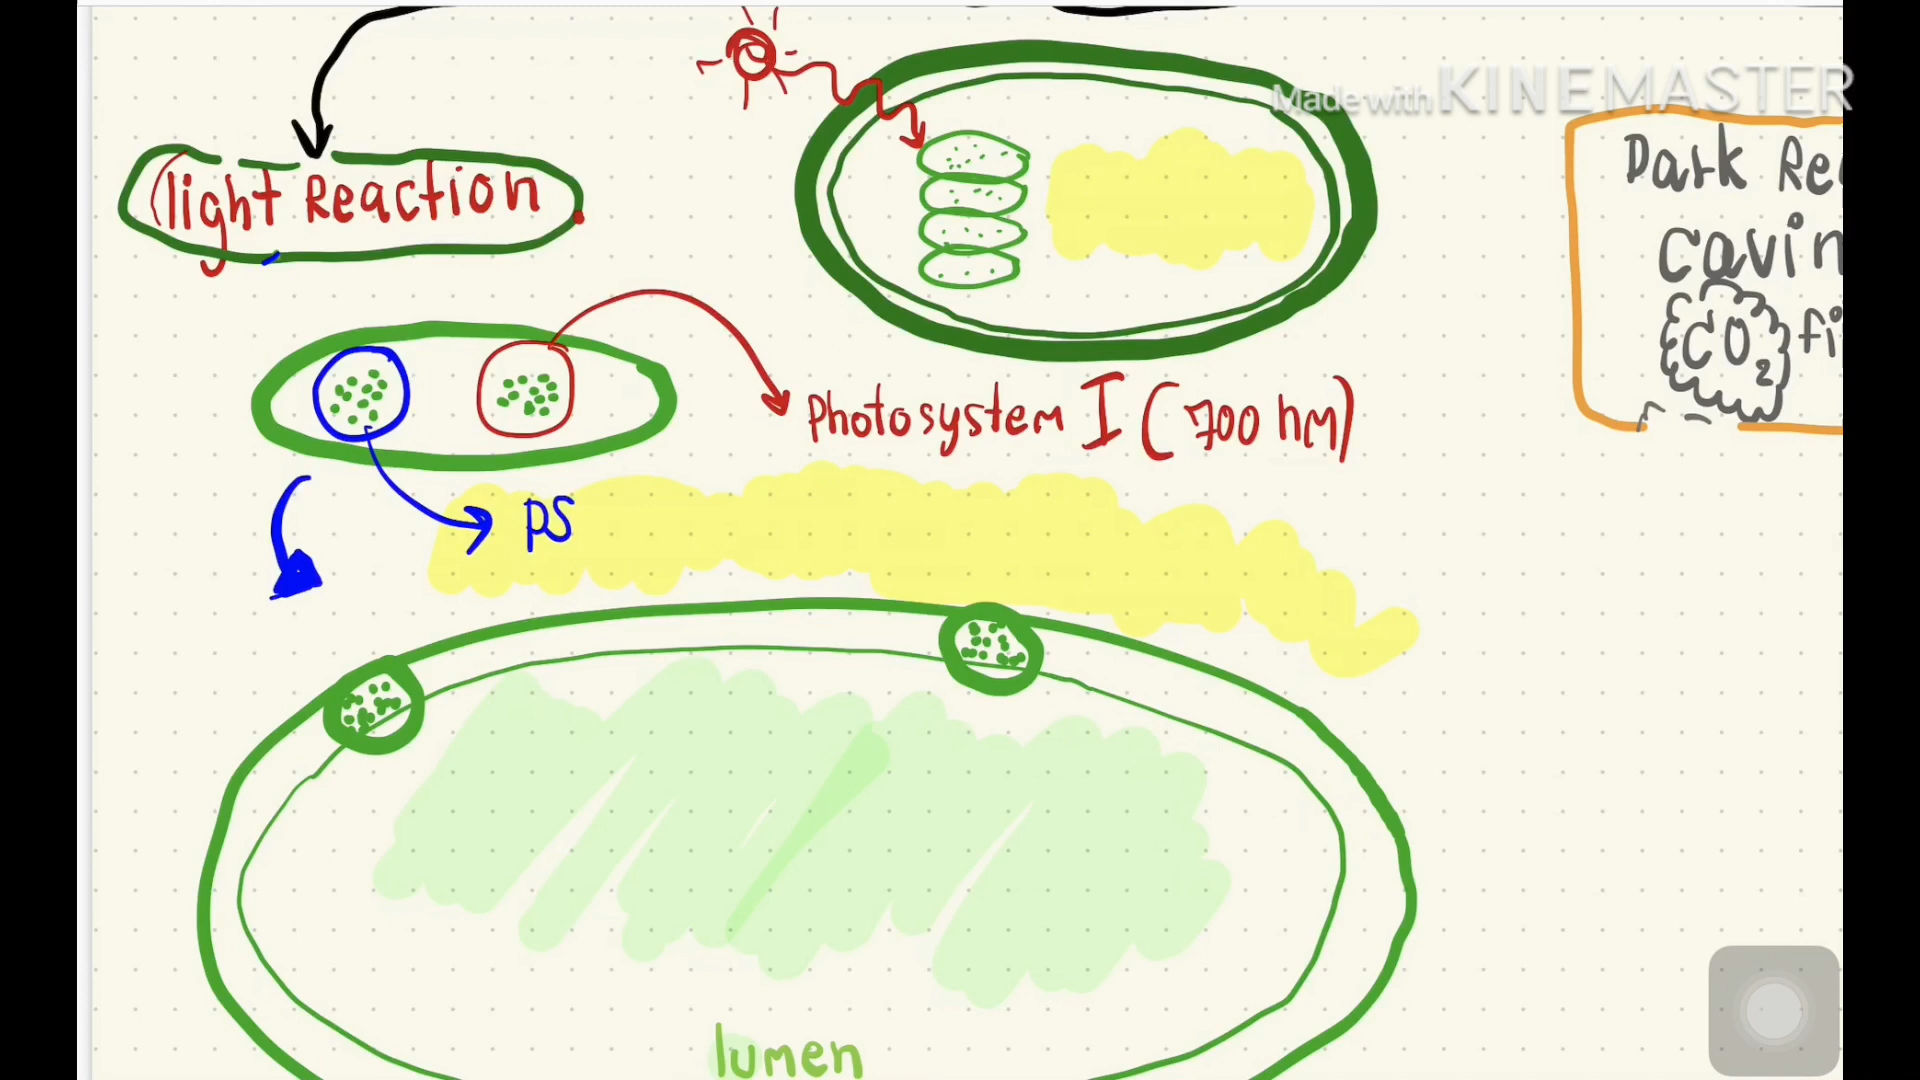 Made with KINEMASTER
light Reaction
Dark Re
Cavin
CO2 fi
Photosystem I (700 nm)
PS
lumen